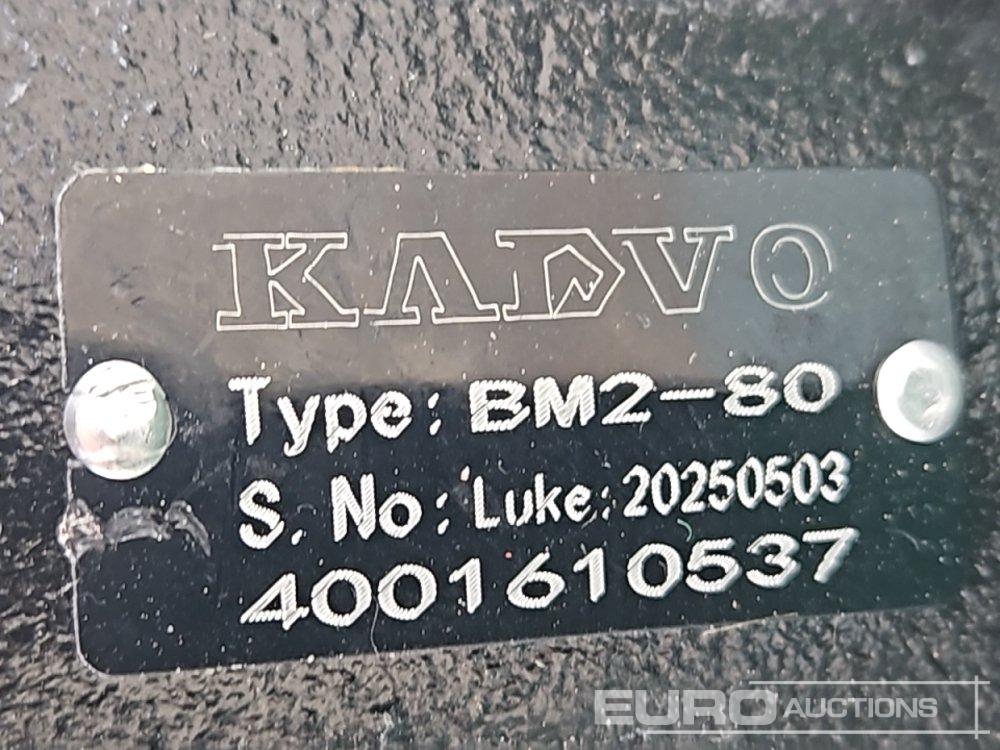 KADVO
Type: BM2-80
S. No: Luke: 20250503
4001610537
EURO AUCTIONS